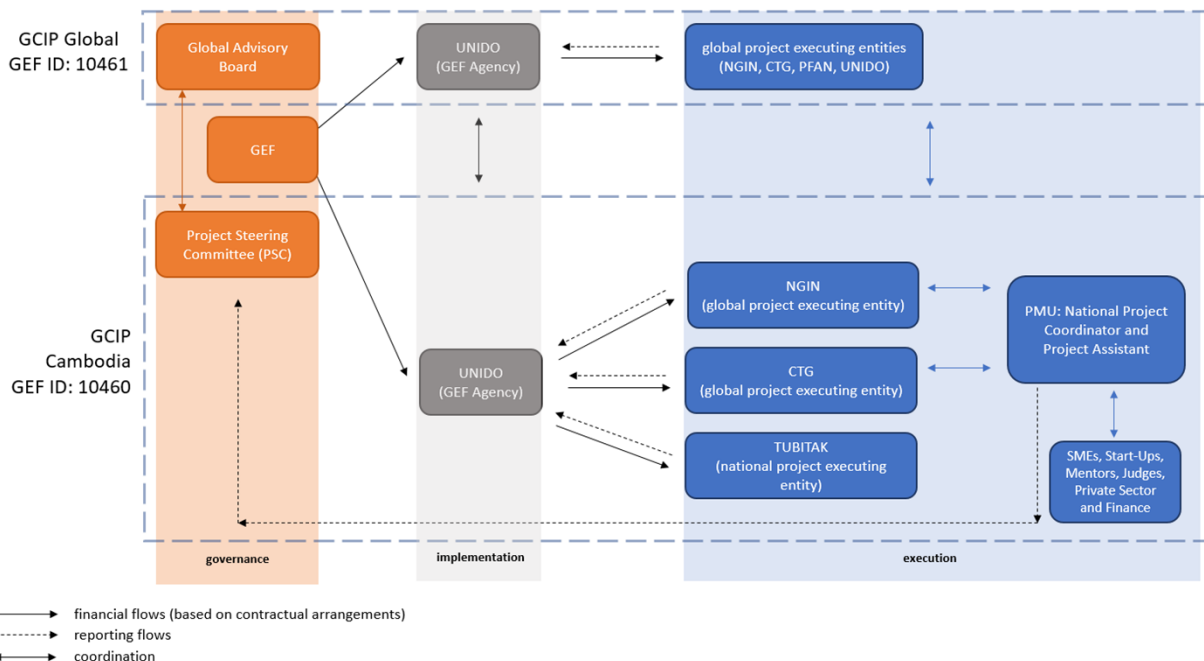 GCIP Global
GEF ID: 10461
Global Advisory
Board
UNIDO
(GEF Agency)
global project executing entities
(NGIN, CTG, PFAN, UNIDO)
GEF
Project Steering
Committee (PSC)
GCIP
Cambodia
GEF ID: 10460
UNIDO
(GEF Agency)
NGIN
(global project executing entity)
CTG
(global project executing entity)
TUBITAK
(national project executing
entity)
PMU: National Project
Coordinator and
Project Assistant
SMEs, Start-Ups,
Mentors, Judges,
Private Sector
and Finance
governance
implementation
execution
financial flows (based on contractual arrangements)
reporting flows
coordination